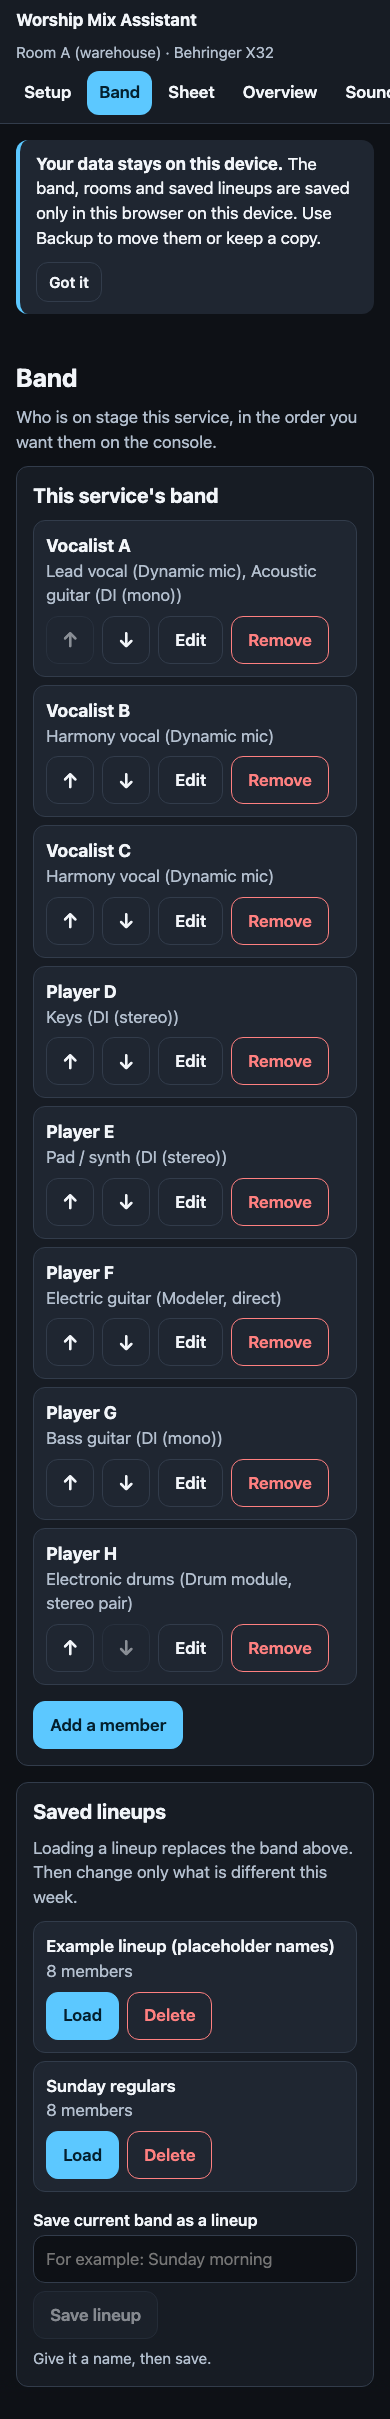 Worship Mix Assistant
Room A (warehouse) · Behringer X32
Setup Band Sheet Overview Soun
Your data stays on this device. The
band, rooms and saved lineups are saved
only in this browser on this device. Use
Backup to move them or keep a copy.
Got it
Band
Who is on stage this service, in the order you
want them on the console.
This service's band
Vocalist A
Lead vocal (Dynamic mic), Acoustic
guitar (DI (mono))
↑ ↓ Edit Remove
Vocalist B
Harmony vocal (Dynamic mic)
↑ ↓ Edit Remove
Vocalist C
Harmony vocal (Dynamic mic)
↑ ↓ Edit Remove
Player D
Keys (DI (stereo))
↑ ↓ Edit Remove
Player E
Pad / synth (DI (stereo))
↑ ↓ Edit Remove
Player F
Electric guitar (Modeler, direct)
↑ ↓ Edit Remove
Player G
Bass guitar (DI (mono))
↑ ↓ Edit Remove
Player H
Electronic drums (Drum module,
stereo pair)
↑ ↓ Edit Remove
Add a member
Saved lineups
Loading a lineup replaces the band above.
Then change only what is different this
week.
Example lineup (placeholder names)
8 members
Load Delete
Sunday regulars
8 members
Load Delete
Save current band as a lineup
For example: Sunday morning
Save lineup
Give it a name, then save.